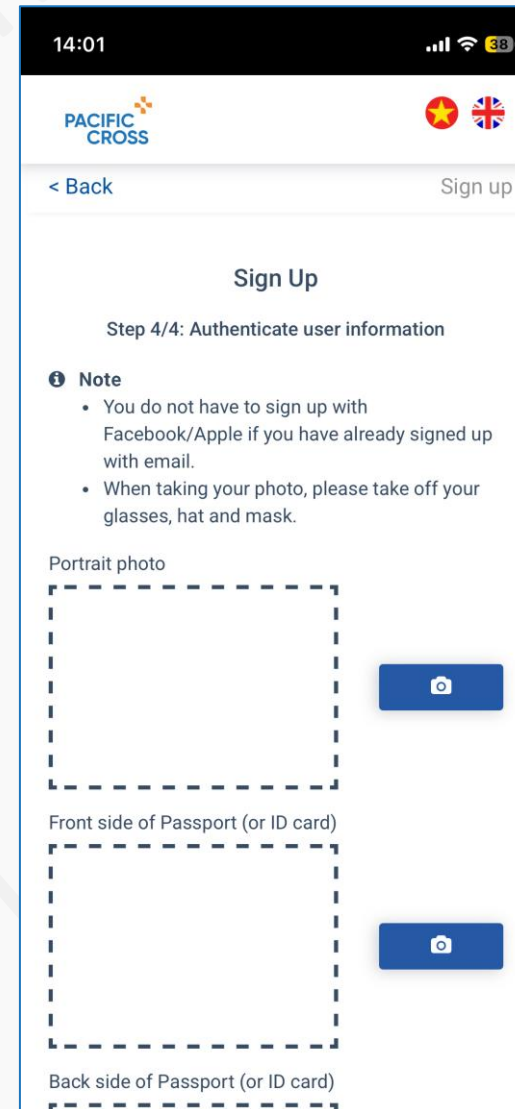 14:01
38
PACIFIC
CROSS
< Back
Sign up
Sign Up
Step 4/4: Authenticate user information
Note
• You do not have to sign up with
Facebook/Apple if you have already signed up
with email.
• When taking your photo, please take off your
glasses, hat and mask.
Portrait photo
Front side of Passport (or ID card)
Back side of Passport (or ID card)